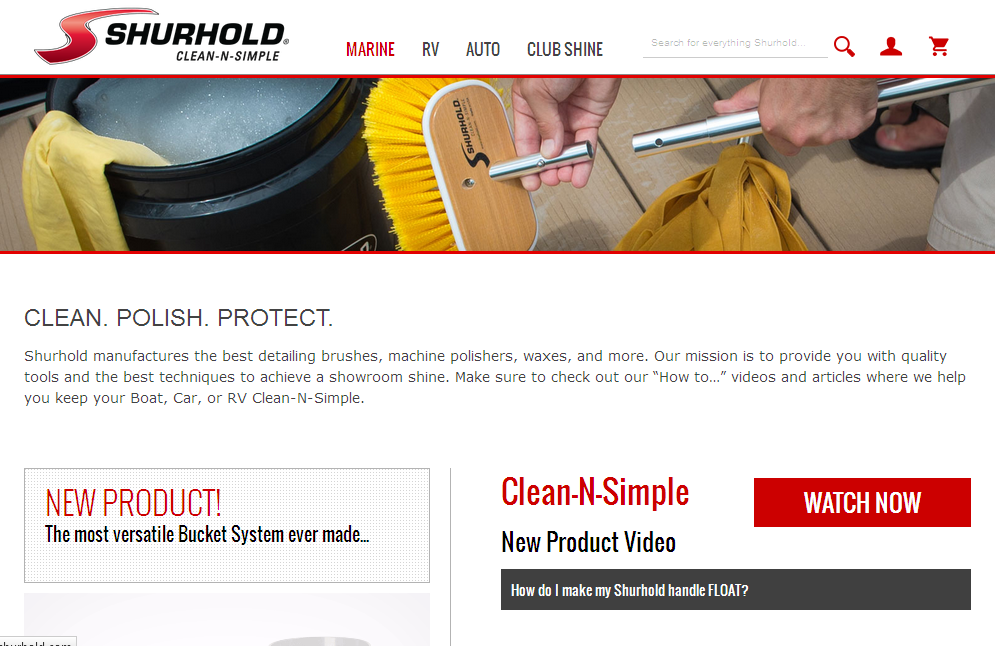 SHURHOLD®
CLEAN-N-SIMPLE
MARINE RV AUTO CLUB SHINE
Search for everything Shurhold...
SHURHOLD
CLEAN. POLISH. PROTECT.
Shurhold manufactures the best detailing brushes, machine polishers, waxes, and more. Our mission is to provide you with quality
tools and the best techniques to achieve a showroom shine. Make sure to check out our “How to…” videos and articles where we help
you keep your Boat, Car, or RV Clean-N-Simple.
NEW PRODUCT!
The most versatile Bucket System ever made...
Clean-N-Simple
WATCH NOW
New Product Video
How do I make my Shurhold handle FLOAT?